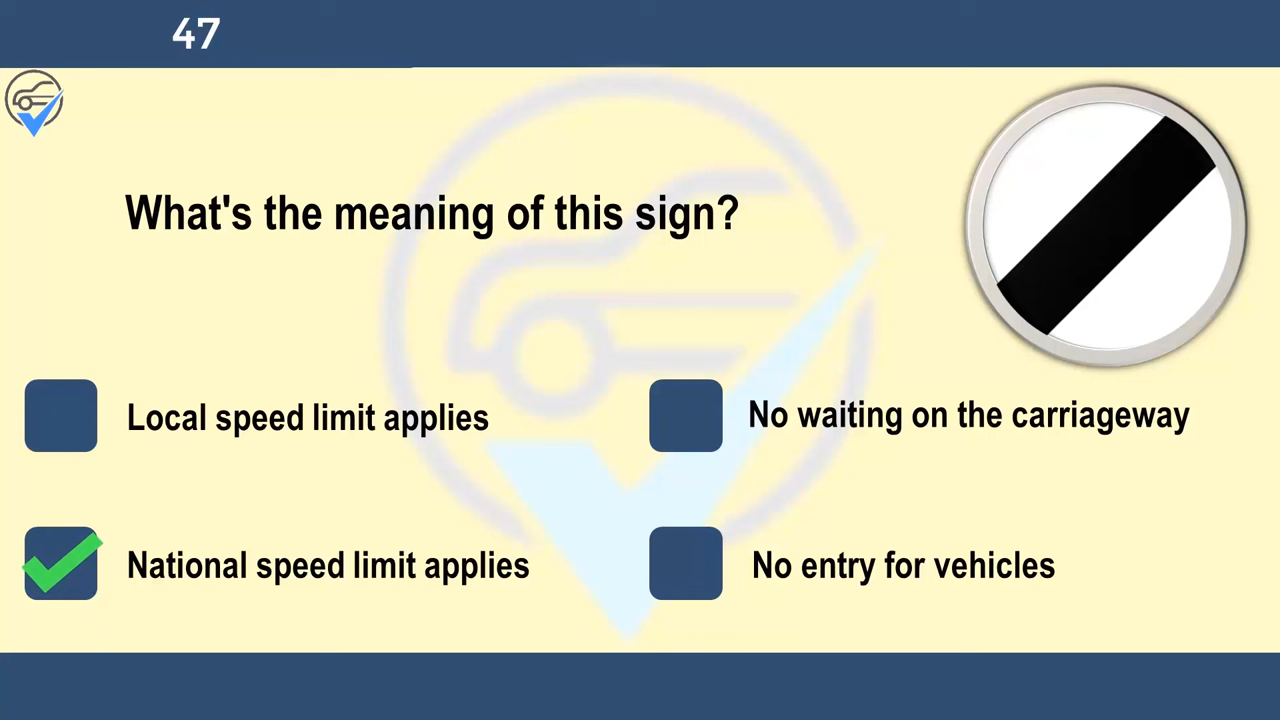 47
What's the meaning of this sign?
Local speed limit applies
No waiting on the carriageway
National speed limit applies
No entry for vehicles